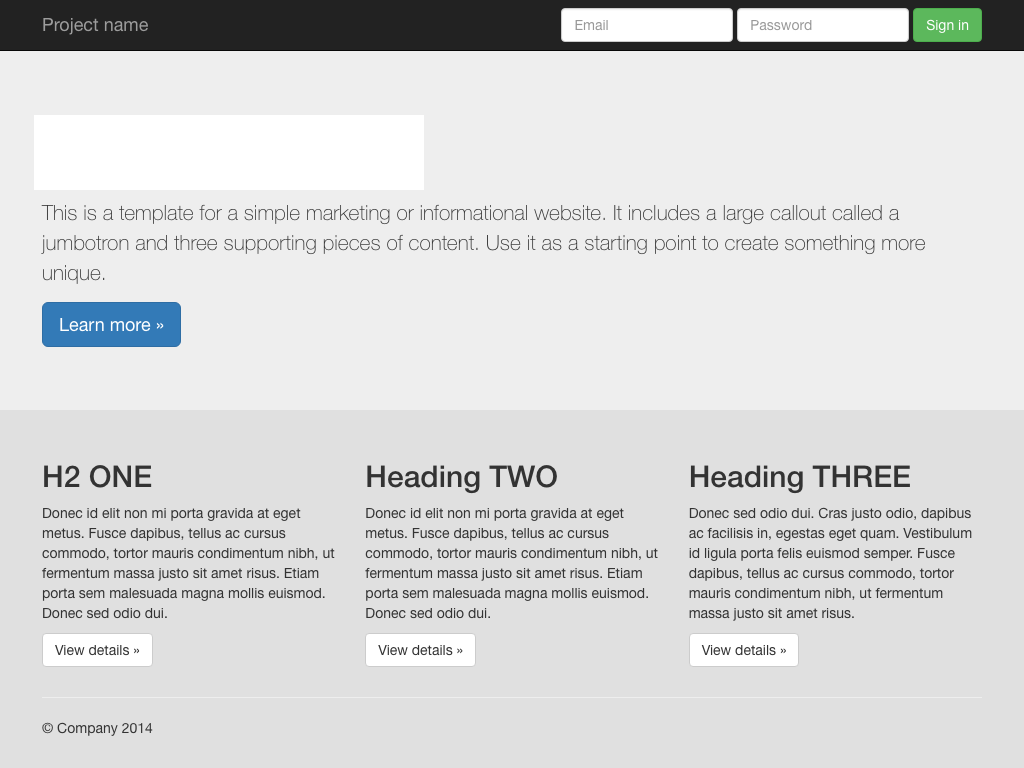 Project name
Email
Password
Sign in
This is a template for a simple marketing or informational website. It includes a large callout called a
jumbotron and three supporting pieces of content. Use it as a starting point to create something more
unique.
Learn more »
H2 ONE
Donec id elit non mi porta gravida at eget
metus. Fusce dapibus, tellus ac cursus
commodo, tortor mauris condimentum nibh, ut
fermentum massa justo sit amet risus. Etiam
porta sem malesuada magna mollis euismod.
Donec sed odio dui.
View details »
Heading TWO
Donec id elit non mi porta gravida at eget
metus. Fusce dapibus, tellus ac cursus
commodo, tortor mauris condimentum nibh, ut
fermentum massa justo sit amet risus. Etiam
porta sem malesuada magna mollis euismod.
Donec sed odio dui.
View details »
Heading THREE
Donec sed odio dui. Cras justo odio, dapibus
ac facilisis in, egestas eget quam. Vestibulum
id ligula porta felis euismod semper. Fusce
dapibus, tellus ac cursus commodo, tortor
mauris condimentum nibh, ut fermentum
massa justo sit amet risus.
View details »
© Company 2014